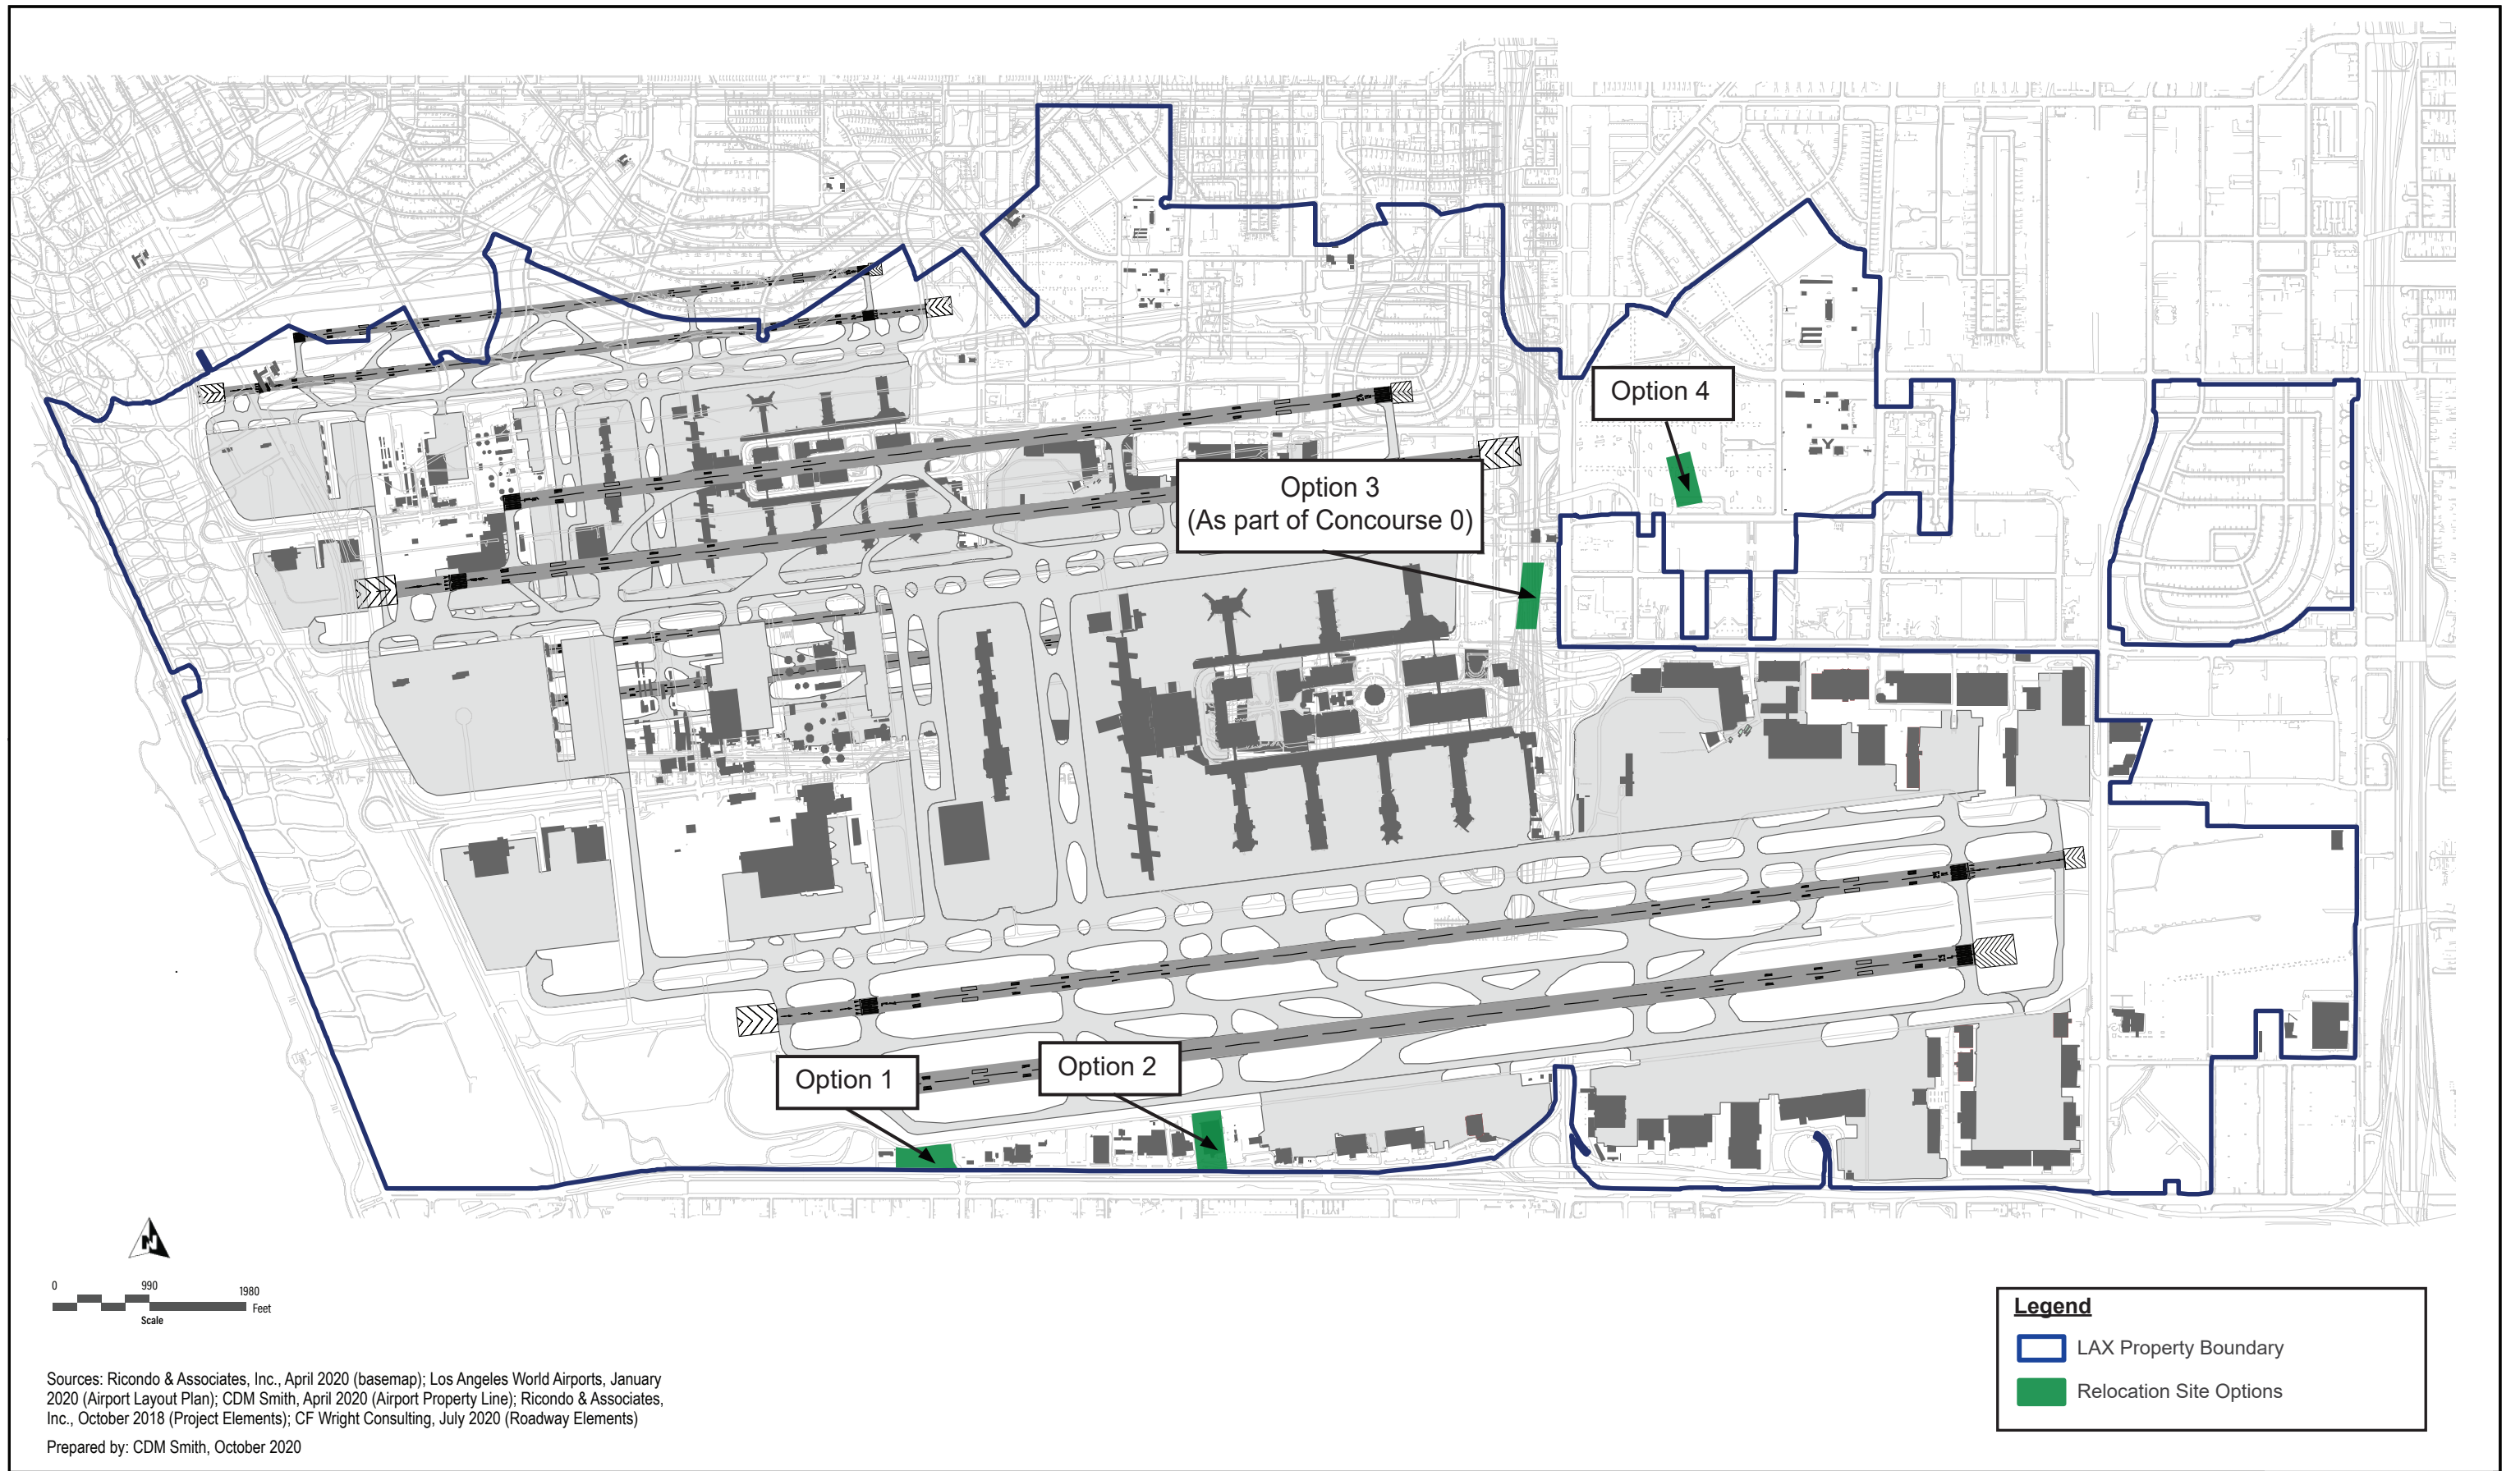 Option 4
Option 3
(As part of Concourse 0)
Option 1
Option 2
N
0
990
1980
Feet
Scale
Legend
LAX Property Boundary
Relocation Site Options
Sources: Ricondo & Associates, Inc., April 2020 (basemap); Los Angeles World Airports, January
2020 (Airport Layout Plan); CDM Smith, April 2020 (Airport Property Line); Ricondo & Associates,
Inc., October 2018 (Project Elements); CF Wright Consulting, July 2020 (Roadway Elements)
Prepared by: CDM Smith, October 2020